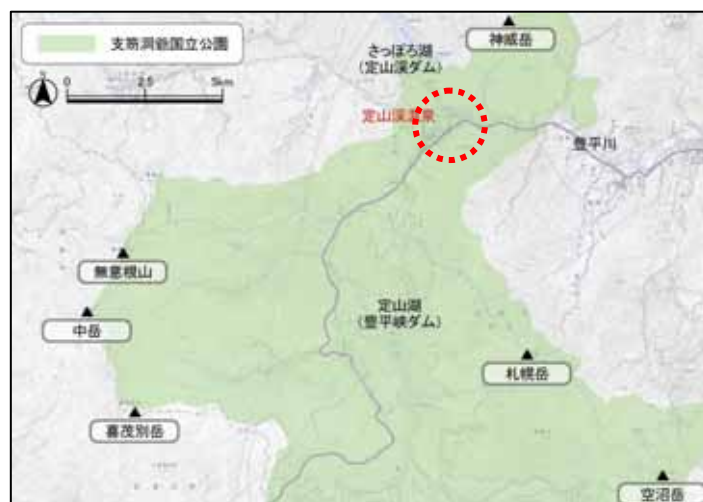 支笏洞爺国立公園
神威岳
さっぽろ湖
(定山渓ダム)
0
2.5
5km
定山渓温泉
豊平川
無意根山
中岳
定山湖
(豊平峡ダム)
札幌岳
喜茂別岳
空沼岳